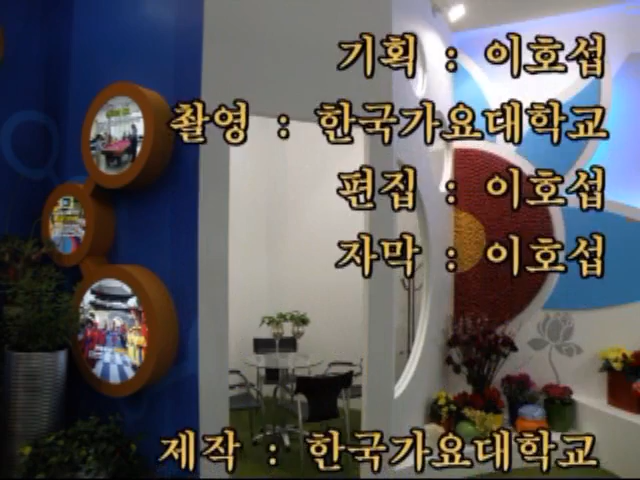 기획 : 이호섭
촬영 : 한국가요대학교
편집 : 이호섭
자막 : 이호섭
제작 : 한국가요대학교